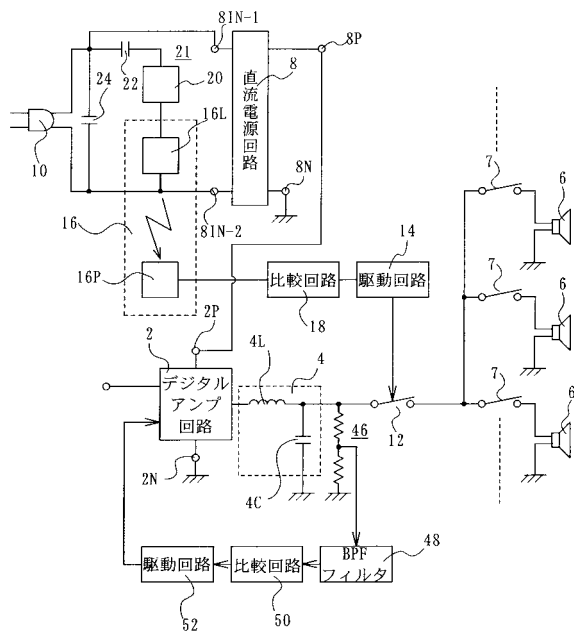 8IN-1
8P
21
22
20
8
24
直流電源回路
16L
10
8N
8IN-2
16
14
16P
比較回路
駆動回路
18
7
6
7
6
7
6
2P
2
4L
4
デジタル
アンプ
回路
46
12
2N
4C
駆動回路
比較回路
BPF
フィルタ
48
52
50